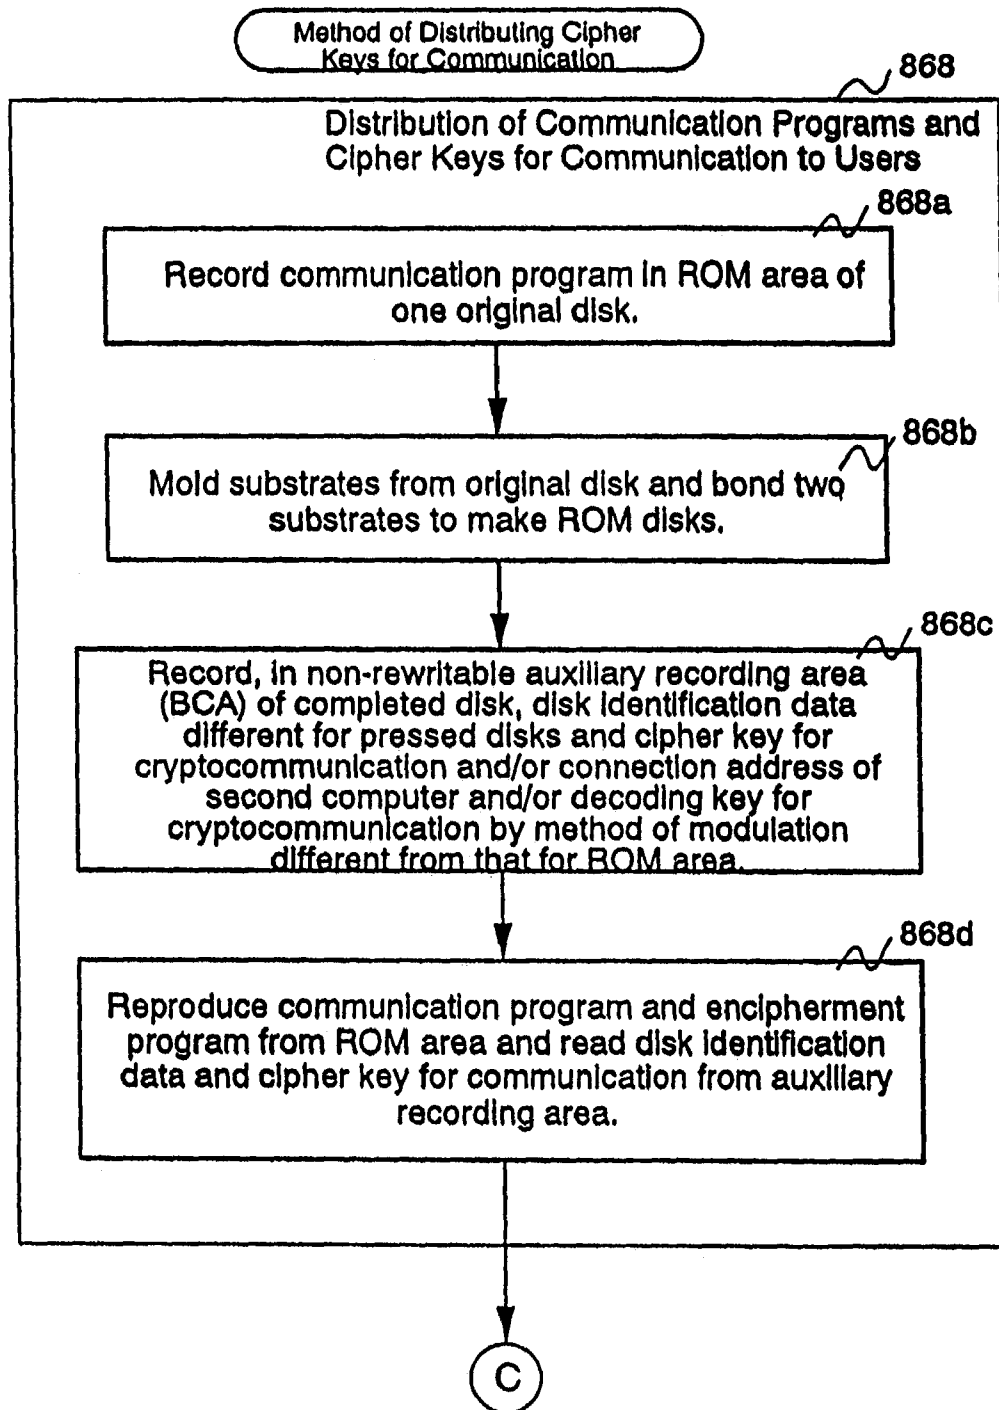 Method of Distributing Cipher
Keys for Communication
868
Distribution of Communication Programs and
Cipher Keys for Communication to Users
868a
Record communication program in ROM area of
one original disk.
868b
Mold substrates from original disk and bond two
substrates to make ROM disks.
868c
Record, in non-rewritable auxiliary recording area
(BCA) of completed disk, disk identification data
different for pressed disks and cipher key for
cryptocommunication and/or connection address of
second computer and/or decoding key for
cryptocommunication by method of modulation
different from that for ROM area.
868d
Reproduce communication program and encipherment
program from ROM area and read disk identification
data and cipher key for communication from auxiliary
recording area.
C